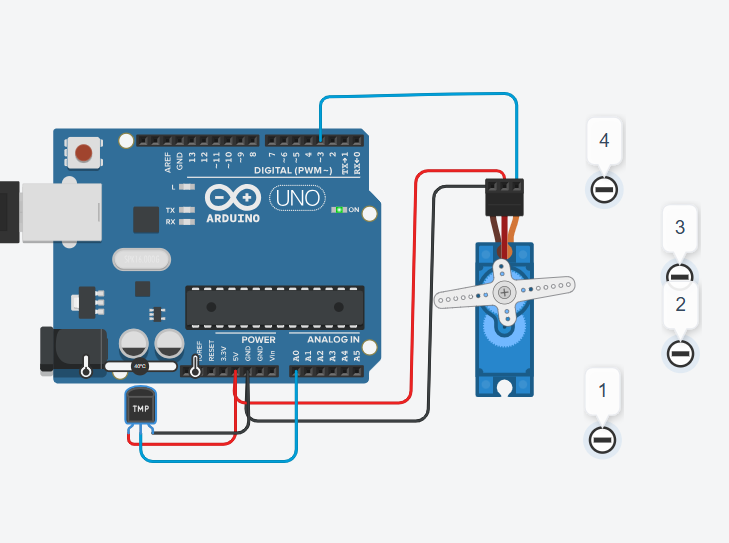 4
3
2
1
AREF
GND
13
12
~11
~10
~9
8
7
~6
~5
4
~3
2
TX→1
RX←0
DIGITAL (PWM~)
L
TX
RX
ARDUINO
UNO
ON
POWER
ANALOG IN
RESET
3.3V
5V
GND
GND
Vin
A0
A1
A2
A3
A4
A5
40°C
TMP